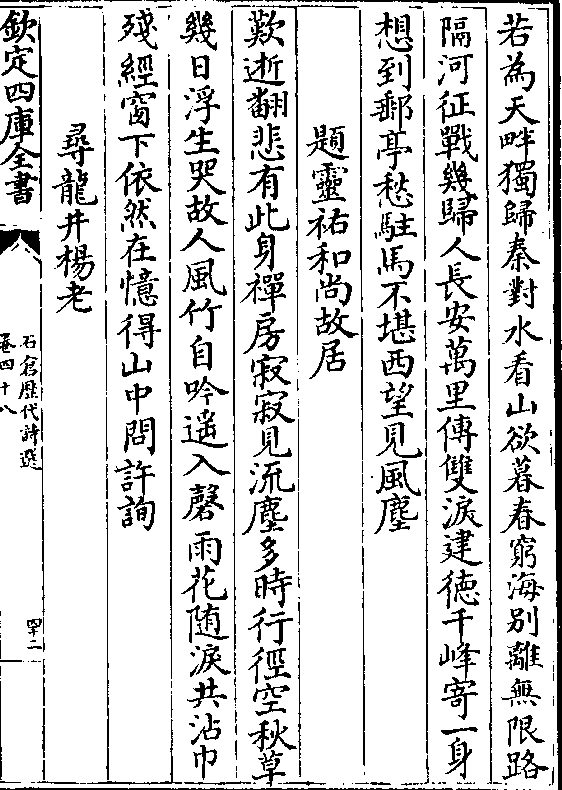 若為天畔獨歸秦對水看山欲暮春窮海别離無限路
隔河征戰幾歸人長安萬里傳雙淚建徳千峰寄一身
想到郵亭愁駐馬不堪西望見風塵
題靈祐和尚故居
歎逝翻悲有此身禪房寂寂見流塵多時行徑空秋草
幾日浮生哭故人風竹自吟遥入磬雨花随淚共沾巾
殘經窗下依然在憶得山中問許詢
尋龍井楊老
欽定四庫全書
石倉歴代詩選
卷四十八
四十二